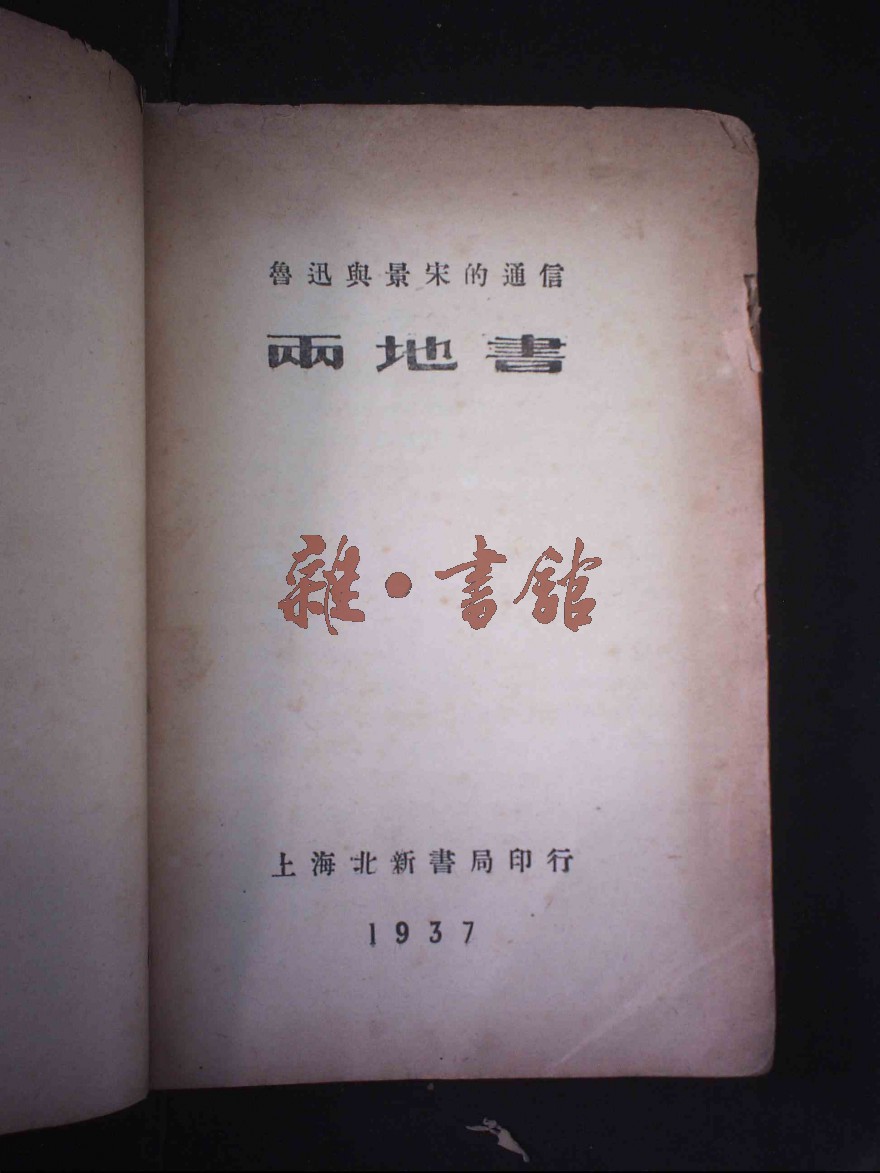 魯迅與景宋的通信
兩地書
雜·書舘
上海北新書局印行
1937